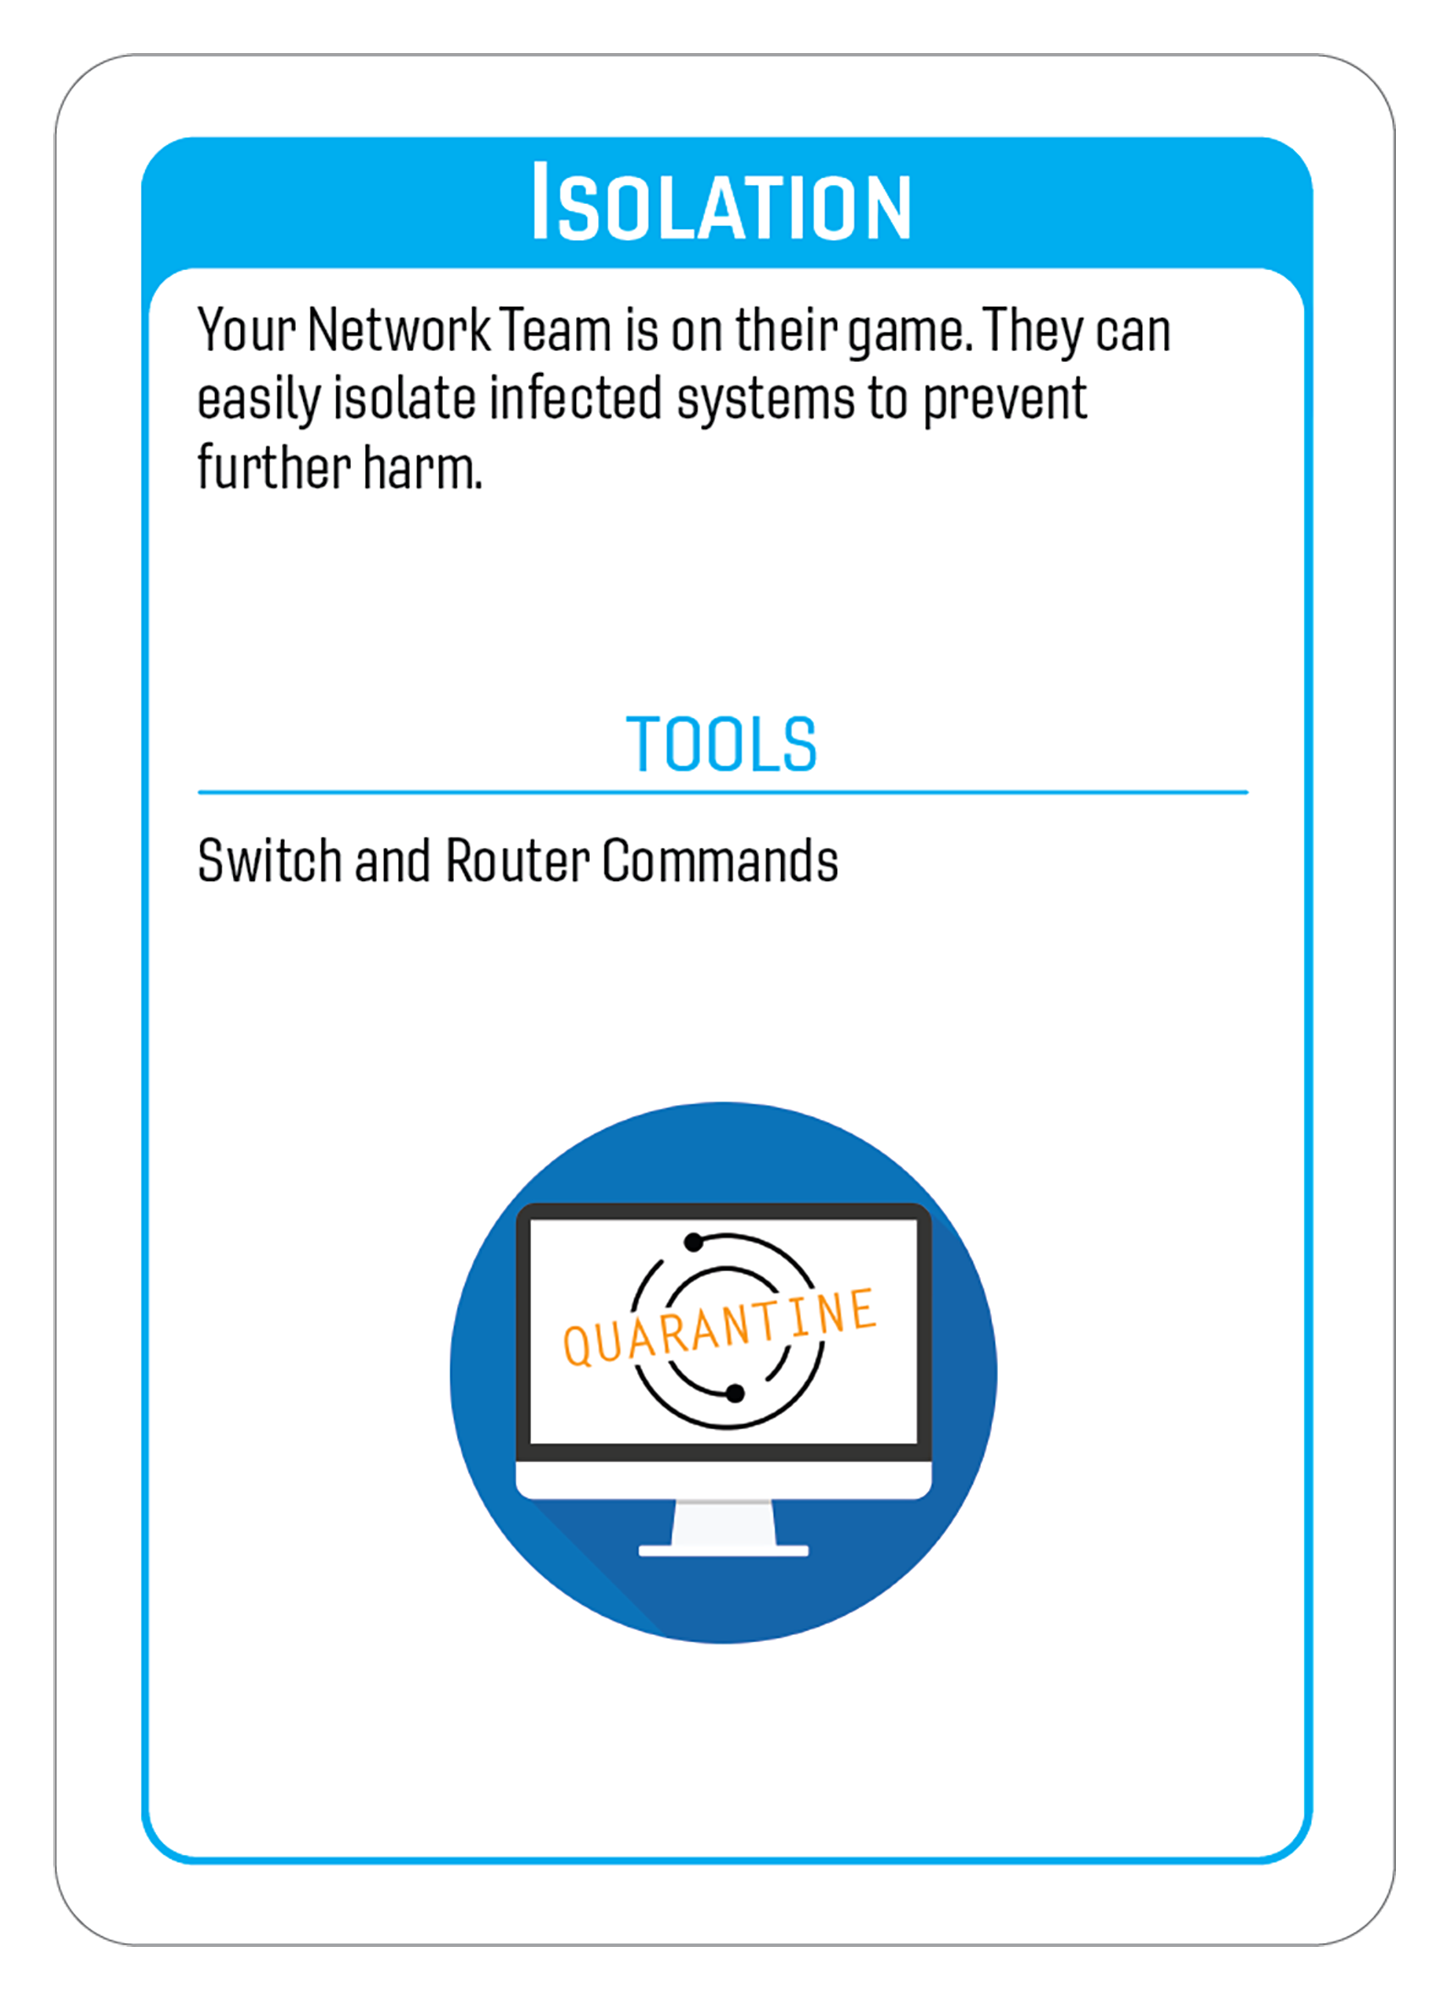 ISOLATION
Your Network Team is on their game. They can
easily isolate infected systems to prevent
further harm.
TOOLS
Switch and Router Commands
QUARANTINE